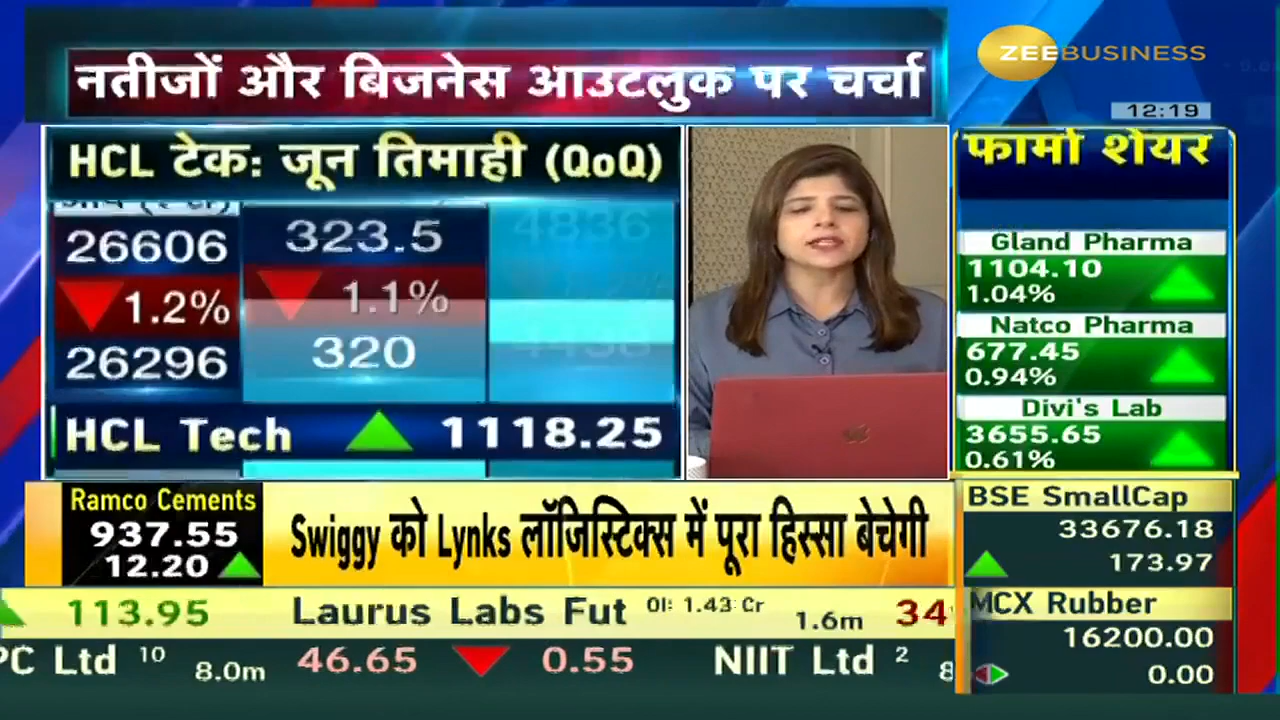 नतीजों और बिजनेस आउटलुक पर चर्चा
ZEEBUSINESS
12:19
HCL टेक: जून तिमाही (QoQ)
26606
323.5
4836
1.2%
1.1%
26296
320
HCL Tech
1118.25
फार्मा शेयर
Gland Pharma
1104.10
1.04%
Natco Pharma
677.45
0.94%
Divi's Lab
3655.65
0.61%
BSE SmallCap
33676.18
173.97
MCX Rubber
16200.00
0.00
Ramco Cements
937.55
12.20
Swiggy को Lynks लॉजिस्टिक्स में पूरा हिस्सा बेचेगी
113.95 Laurus Labs Fut OI: 1.43 Cr 1.6m 34
PC Ltd 10 8.0m 46.65 0.55 NIIT Ltd 2 8